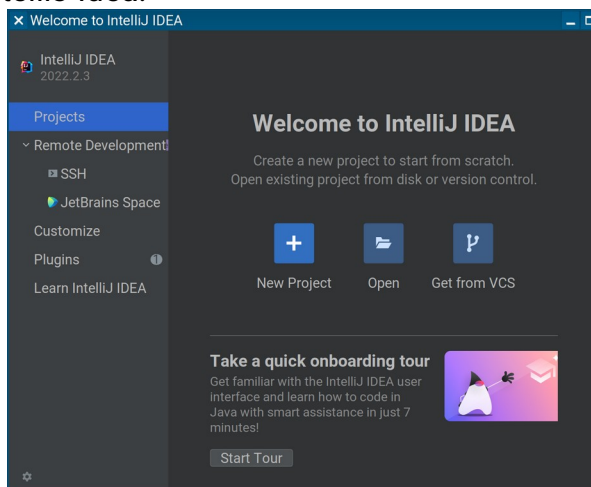 Welcome to IntelliJ IDEA
IntelliJ IDEA
2022.2.3
Projects
Remote Development
SSH
JetBrains Space
Customize
Plugins 1
Learn IntelliJ IDEA
Welcome to IntelliJ IDEA
Create a new project to start from scratch.
Open existing project from disk or version control.
New Project
Open
Get from VCS
Take a quick onboarding tour
Get familiar with the IntelliJ IDEA user
interface and learn how to code in
Java with smart assistance in just 7
minutes!
Start Tour